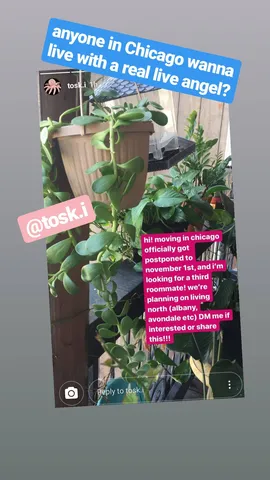 anyone in Chicago wanna
live with a real live angel?
tosk.i
@tosk.i
hi! moving in chicago
officially got
postponed to
november 1st, and i'm
looking for a third
roommate! we're
planning on living
north (albany,
avondale etc) DM me if
interested or share
this!!!
Reply to tosk.i